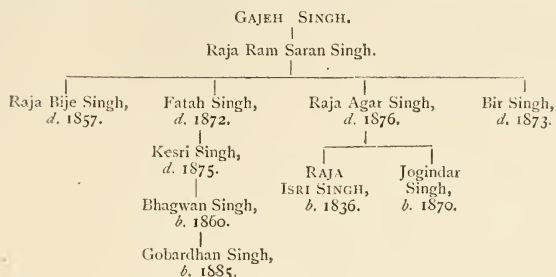 GAJEH SINGH.
Raja Ram Saran Singh.
Raja Bije Singh, Fatah Singh, Raja Agar Singh, Bir Singh,
d. 1857. d. 1872. d. 1876. d. 1873.
Kesri Singh, RAJA Jogindar
d. 1875. ISRI SINGH, Singh,
b. 1836. b. 1870.
Bhagwan Singh,
b. 1860.
Gobardhan Singh,
b. 1885.